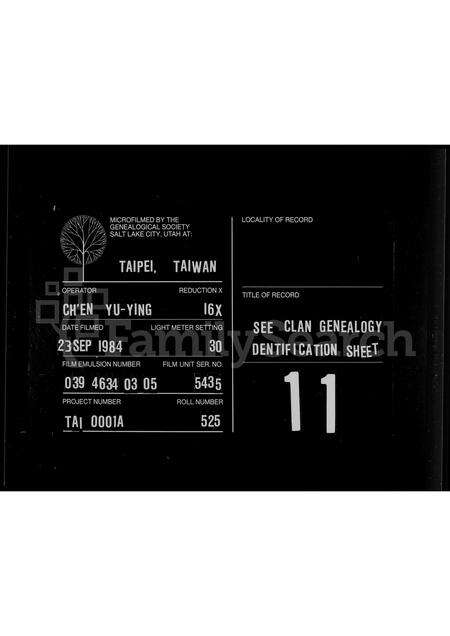 MICROFILMED BY THE
GENEALOGICAL SOCIETY
SALT LAKE CITY, UTAH AT:
TAIPEI, TAIWAN
OPERATOR REDUCTION X
CH'EN YU-YING 16X
DATE FILMED LIGHT METER SETTING
23 SEP 1984 30
FILM EMULSION NUMBER FILM UNIT SER. NO.
039 4634 03 05 5435
PROJECT NUMBER ROLL NUMBER
TAI 0001A 525
LOCALITY OF RECORD
TITLE OF RECORD
SEE CLAN GENEALOGY
DENTIFICATION SHEET
11
FamilySearch